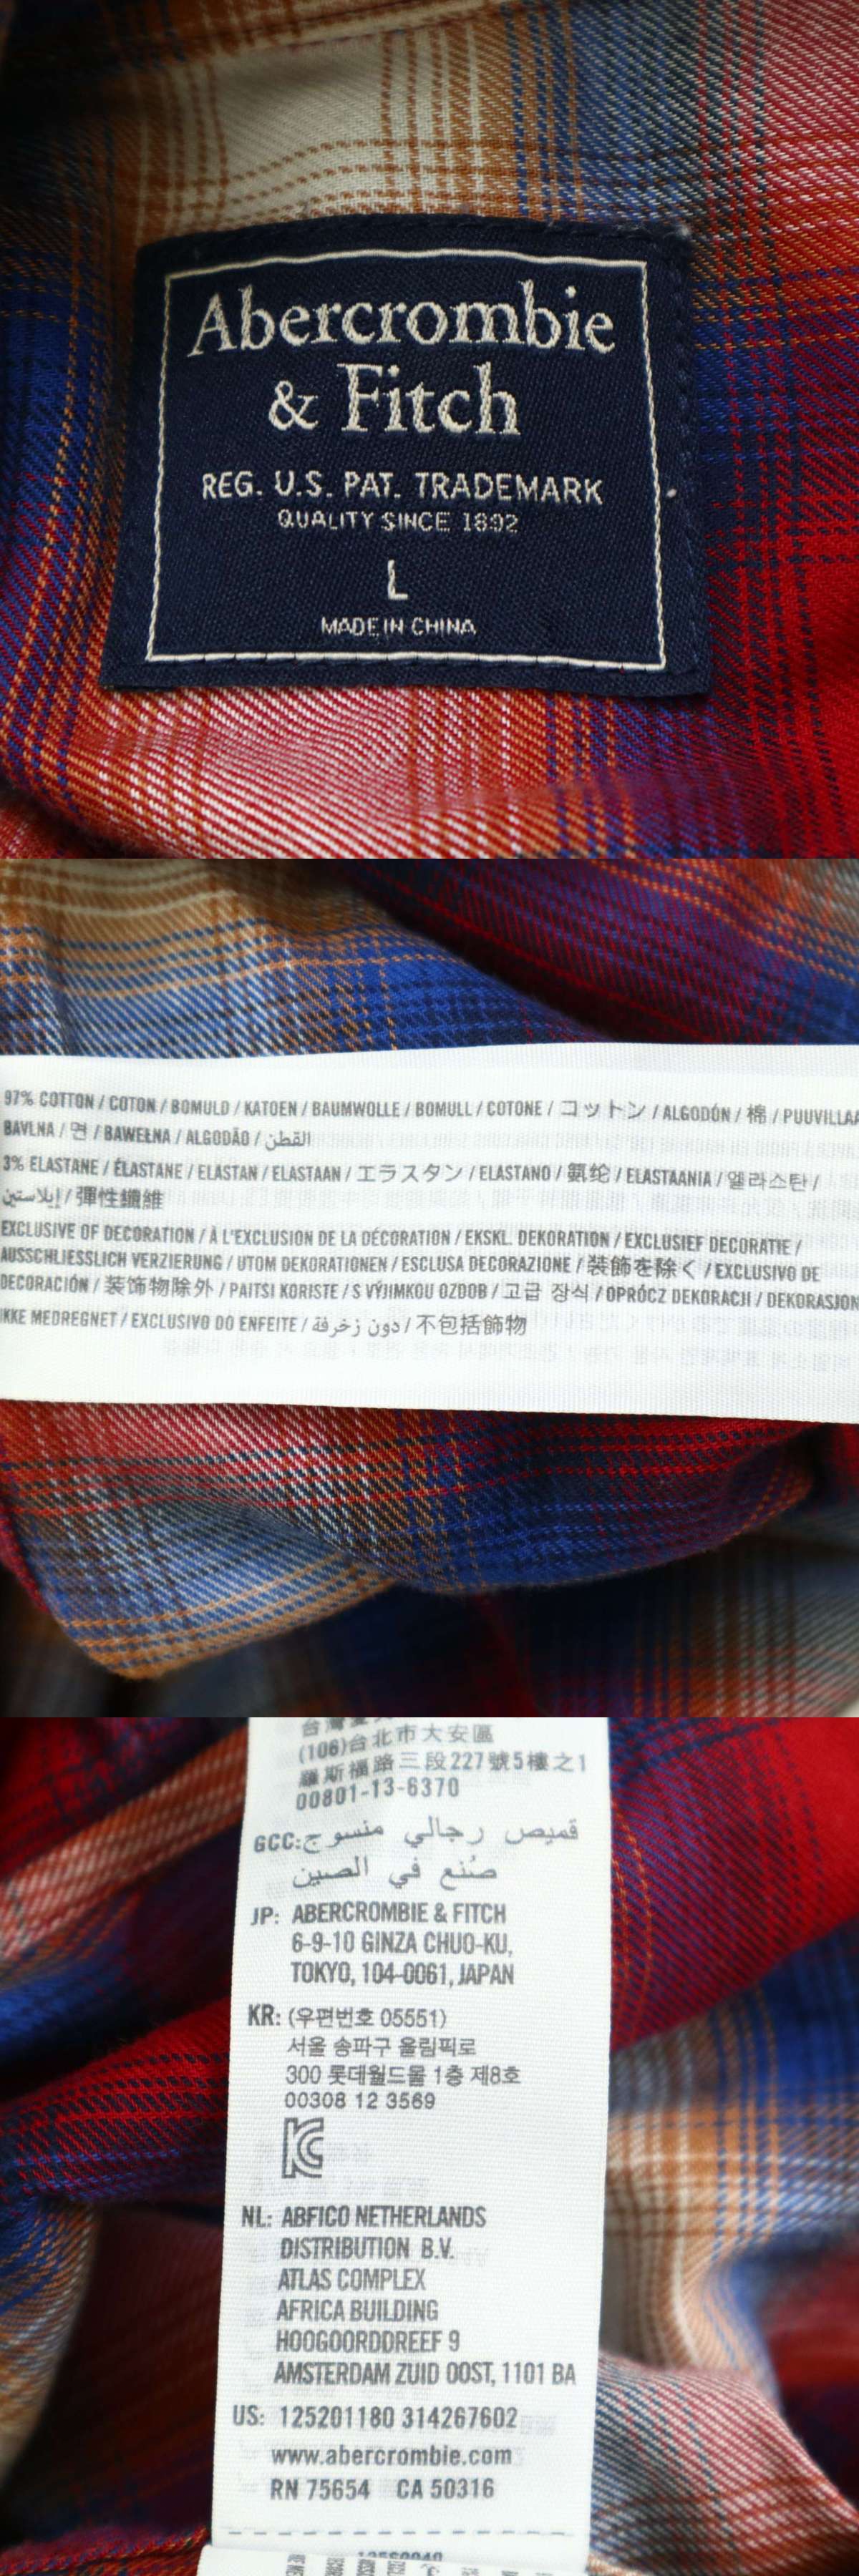 Abercrombie
& Fitch
REG. U.S. PAT. TRADEMARK
QUALITY SINCE 1892
L
MADE IN CHINA
97% COTTON / COTON / BOMULD / KATOEN / BAUMWOLLE / BOMULL / COTONE / コットン / ALGODÓN / 棉 / PUUVILLAA
BAVLNA / 면 / BAWEŁNA / ALGODÃO / القطن
3% ELASTANE / ÉLASTANE / ELASTAN / ELASTAAN / エラスタン / ELASTANO / 氨纶 / ELASTAANIA / 엘라스탄 /
إيلاستين / 彈性纖維
EXCLUSIVE OF DECORATION / À L'EXCLUSION DE LA DÉCORATION / EKSKL. DEKORATION / EXCLUSIEF DECORATIE /
AUSSCHLIESSLICH VERZIERUNG / UTOM DEKORATIONEN / ESCLUSA DECORAZIONE / 装飾を除く / EXCLUSIVO DE
DECORACIÓN / 装饰物除外 / PAITSI KORISTE / S VÝJIMKOU OZDOB / 고급 장식 / OPRÓCZ DEKORACJI / DEKORASJON
IKKE MEDREGNET / EXCLUSIVO DO ENFEITE / دون زخرفة / 不包括飾物
(106)台北市大安區
羅斯福路三段227號5樓之1
00801-13-6370
GCC: قميص رجالي منسوج
صُنع في الصين
JP: ABERCROMBIE & FITCH
6-9-10 GINZA CHUO-KU,
TOKYO, 104-0061, JAPAN
KR: (우편번호 05551)
서울 송파구 올림픽로
300 롯데월드몰 1층 제8호
00308 12 3569
NL: ABFICO NETHERLANDS
DISTRIBUTION B.V.
ATLAS COMPLEX
AFRICA BUILDING
HOOGOORDDREEF 9
AMSTERDAM ZUID OOST, 1101 BA
US: 125201180 314267602
www.abercrombie.com
RN 75654 CA 50316